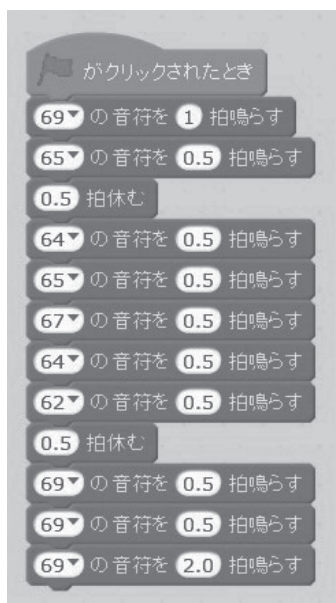 がクリックされたとき
69▼ の音符を 1 拍鳴らす
65▼ の音符を 0.5 拍鳴らす
0.5 拍休む
64▼ の音符を 0.5 拍鳴らす
65▼ の音符を 0.5 拍鳴らす
67▼ の音符を 0.5 拍鳴らす
64▼ の音符を 0.5 拍鳴らす
62▼ の音符を 0.5 拍鳴らす
0.5 拍休む
69▼ の音符を 0.5 拍鳴らす
69▼ の音符を 0.5 拍鳴らす
69▼ の音符を 2.0 拍鳴らす